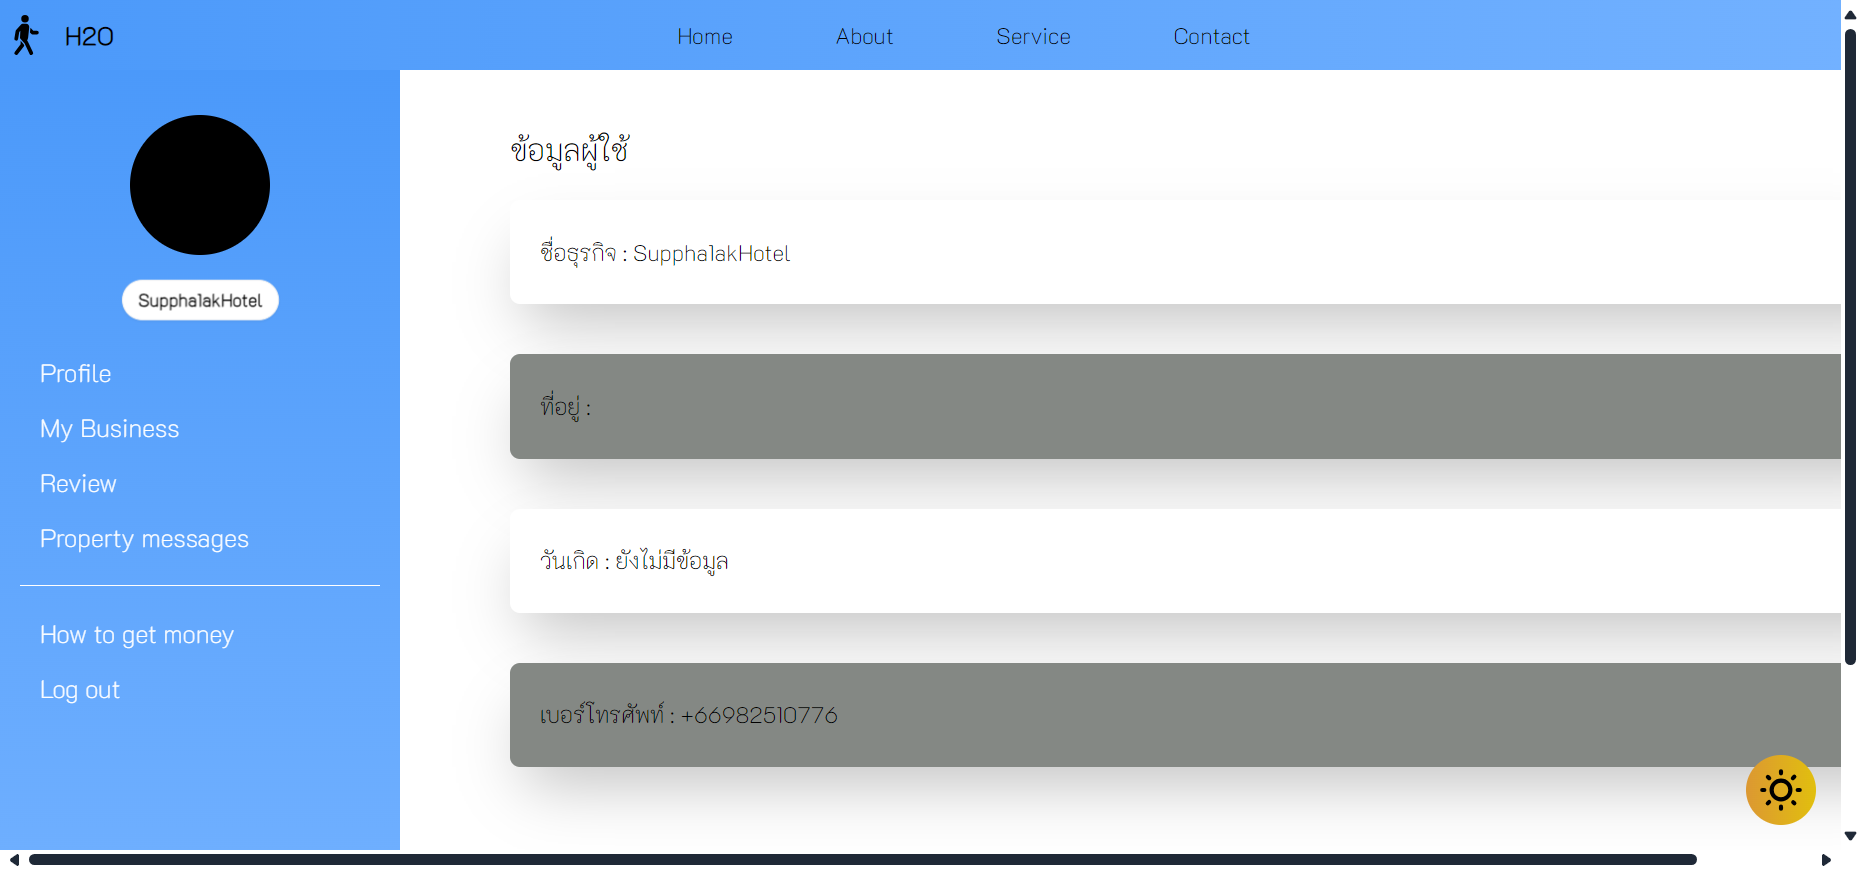 H2O
Home About Service Contact
SupphalakHotel
Profile
My Business
Review
Property messages
How to get money
Log out
ข้อมูลผู้ใช้
ชื่อธุรกิจ : SupphalakHotel
ที่อยู่ :
วันเกิด : ยังไม่มีข้อมูล
เบอร์โทรศัพท์ : +66982510776